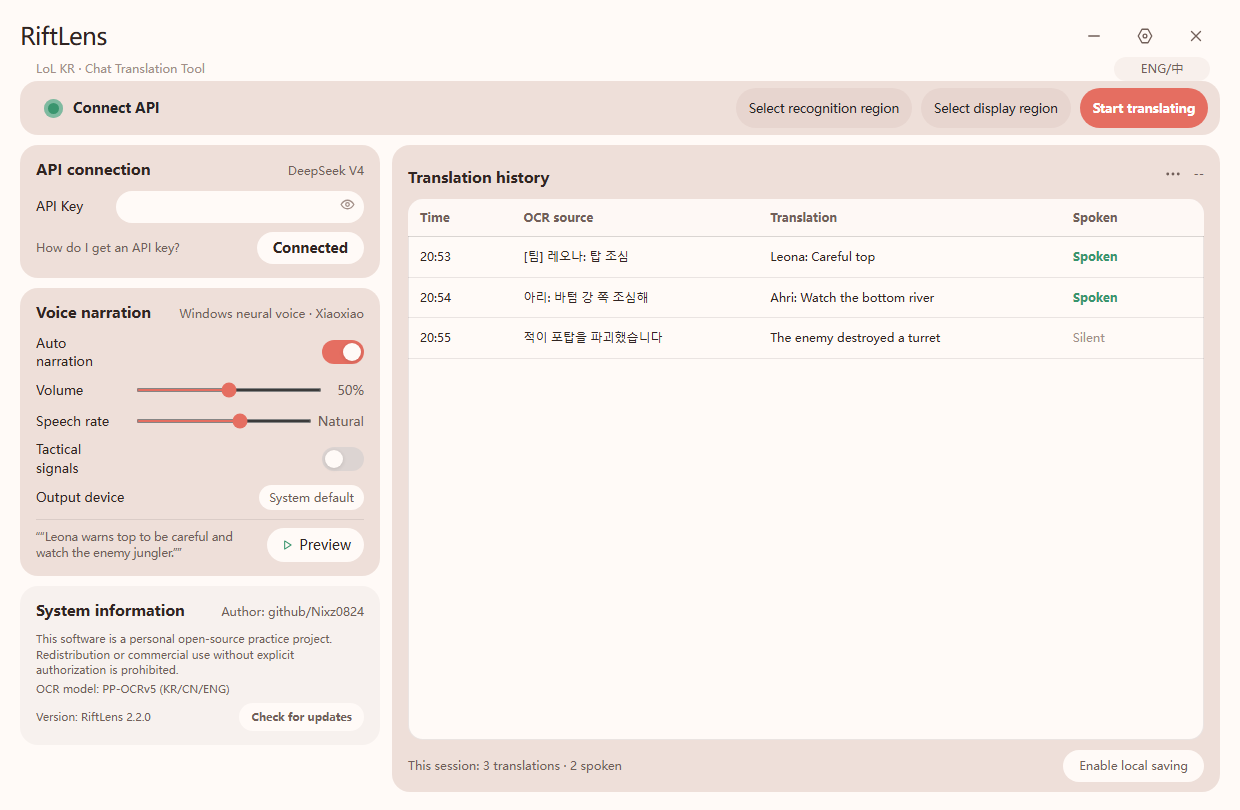 RiftLens
LoL KR · Chat Translation Tool
ENG/中
Connect API
Select recognition region
Select display region
Start translating
API connection
DeepSeek V4
API Key
How do I get an API key?
Connected
Voice narration
Windows neural voice · Xiaoxiao
Auto
narration
Volume
50%
Speech rate
Natural
Tactical
signals
Output device
System default
““Leona warns top to be careful and
watch the enemy jungler.””
Preview
System information
Author: github/Nixz0824
This software is a personal open-source practice project.
Redistribution or commercial use without explicit
authorization is prohibited.
OCR model: PP-OCRv5 (KR/CN/ENG)
Version: RiftLens 2.2.0
Check for updates
Translation history
··· --
Time OCR source Translation Spoken
20:53 [팀] 레오나: 탑 조심 Leona: Careful top Spoken
20:54 아리: 바텀 강 쪽 조심해 Ahri: Watch the bottom river Spoken
20:55 적이 포탑을 파괴했습니다 The enemy destroyed a turret Silent
This session: 3 translations · 2 spoken
Enable local saving